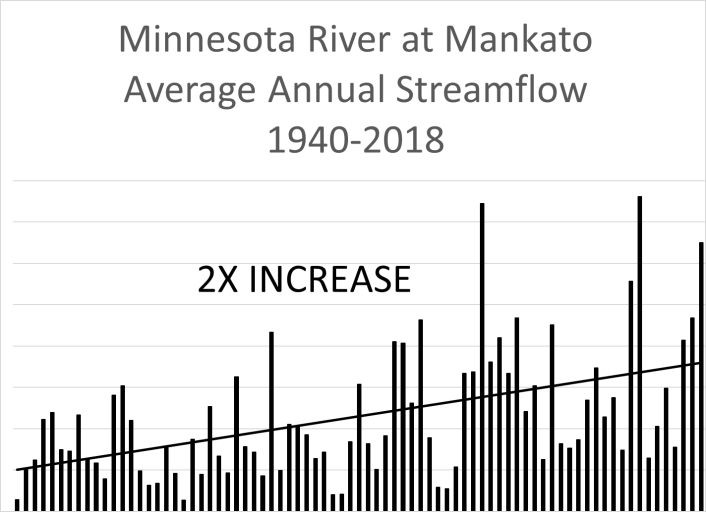 Minnesota River at Mankato
Average Annual Streamflow
1940-2018
2X INCREASE